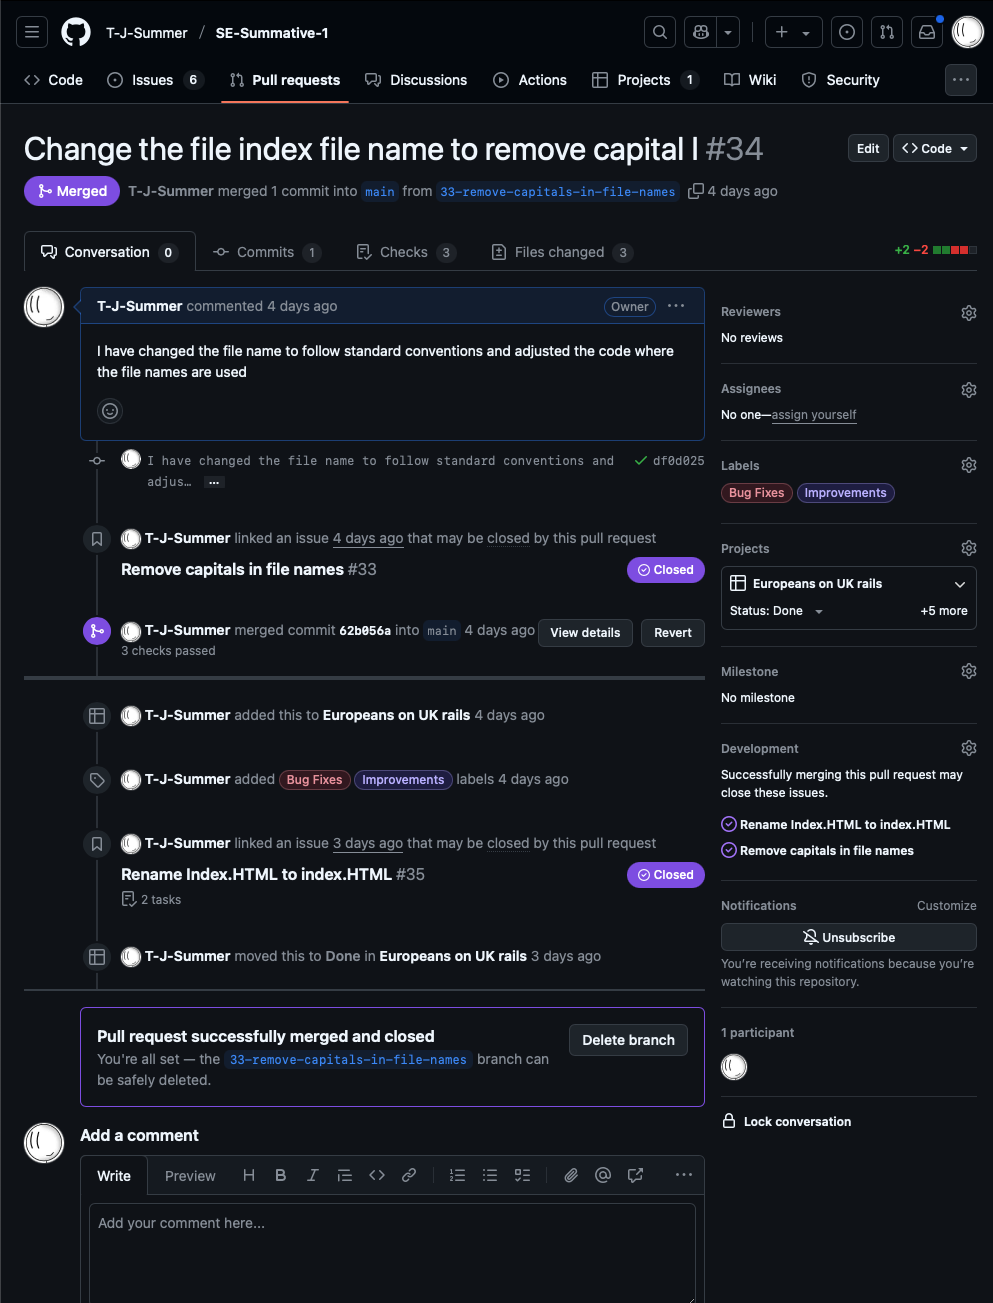 T-J-Summer / SE-Summative-1
Code Issues 6 Pull requests Discussions Actions Projects 1 Wiki Security
Change the file index file name to remove capital I #34
Edit Code
Merged T-J-Summer merged 1 commit into main from 33-remove-capitals-in-file-names 4 days ago
Conversation 0 Commits 1 Checks 3 Files changed 3
+2 −2
T-J-Summer commented 4 days ago Owner
I have changed the file name to follow standard conventions and adjusted the code where
the file names are used
I have changed the file name to follow standard conventions and df0d025
adjus… …
T-J-Summer linked an issue 4 days ago that may be closed by this pull request
Remove capitals in file names #33 Closed
T-J-Summer merged commit 62b056a into main 4 days ago View details Revert
3 checks passed
T-J-Summer added this to Europeans on UK rails 4 days ago
T-J-Summer added Bug Fixes Improvements labels 4 days ago
T-J-Summer linked an issue 3 days ago that may be closed by this pull request
Rename Index.HTML to index.HTML #35 Closed
2 tasks
T-J-Summer moved this to Done in Europeans on UK rails 3 days ago
Pull request successfully merged and closed
You're all set — the 33-remove-capitals-in-file-names branch can
be safely deleted.
Delete branch
Add a comment
Write Preview
Add your comment here...
Reviewers
No reviews
Assignees
No one—assign yourself
Labels
Bug Fixes Improvements
Projects
Europeans on UK rails
Status: Done +5 more
Milestone
No milestone
Development
Successfully merging this pull request may
close these issues.
Rename Index.HTML to index.HTML
Remove capitals in file names
Notifications Customize
Unsubscribe
You're receiving notifications because you're
watching this repository.
1 participant
Lock conversation